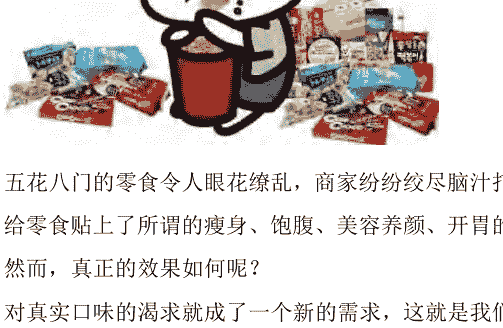 五花八门的零食令人眼花缭乱，商家纷纷绞尽脑汁
给零食贴上了所谓的瘦身、饱腹、美容养颜、开胃的
然而，真正的效果如何呢？
对真实口味的渴求就成了一个新的需求，这就是我们